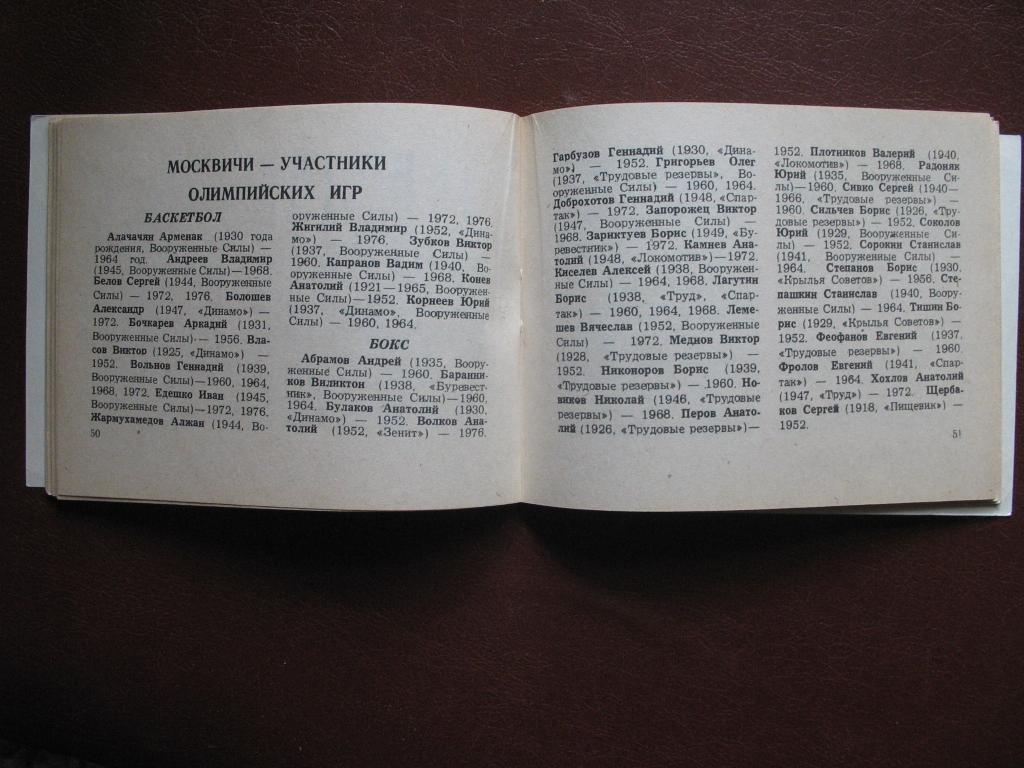 МОСКВИЧИ — УЧАСТНИКИ
ОЛИМПИЙСКИХ ИГР
БАСКЕТБОЛ
Алачачян Арменак (1930 года
рождения, Вооруженные Силы) —
1964 год. Андреев Владимир
(1945, Вооруженные Силы)—1968.
Белов Сергей (1944, Вооруженные
Силы) — 1972, 1976. Болошев
Александр (1947, «Динамо») —
1972. Бочкарев Аркадий (1931,
Вооруженные Силы)— 1956. Вла-
сов Виктор (1925, «Динамо») —
1952. Вольнов Геннадий (1939,
Вооруженные Силы)—1960, 1964,
1968, 1972. Едешко Иван (1945,
Вооруженные Силы)—1972, 1976.
Жармухамедов Алжан (1944, Во-
50
оруженные Силы) — 1972, 1976.
Жигилий Владимир (1952, «Дина-
мо») — 1976. Зубков Виктор
(1937, Вооруженные Силы) —
1960. Капранов Вадим (1940, Во-
оруженные Силы) — 1968. Конев
Анатолий (1921—1965, Вооружен-
ные Силы)—1952. Корнеев Юрий
(1937, «Динамо», Вооруженные
Силы) — 1960, 1964.
БОКС
Абрамов Андрей (1935, Воору-
женные Силы) — 1960. Баранни-
ков Виликтон (1938, «Буревест-
ник», Вооруженные Силы)—1960,
1964. Булаков Анатолий (1930,
«Динамо») — 1952. Волков Ана-
толий (1952, «Зенит») — 1976.
Гарбузов Геннадий (1930, «Дина-
мо») — 1952. Григорьев Олег
(1937, «Трудовые резервы», Во-
оруженные Силы) — 1960, 1964.
Доброхотов Геннадий (1948, «Спар-
так») — 1972. Запорожец Виктор
(1947, Вооруженные Силы) —
1968. Зариктуев Борис (1949, «Бу-
ревестник») — 1972. Камнев Ана-
толий (1948, «Локомотив»)—1972.
Киселев Алексей (1938, Вооружен-
ные Силы) — 1964, 1968. Лагутин
Борис (1938, «Труд», «Спар-
так») — 1960, 1964, 1968. Леме-
шев Вячеслав (1952, Вооруженные
Силы) — 1972. Меднов Виктор
(1928, «Трудовые резервы») —
1952. Никоноров Борис (1939,
«Трудовые резервы») —1960. Но-
виков Николай (1946, «Трудовые
резервы») — 1968. Перов Анато-
лий (1926, «Трудовые резервы»)—
1952. Плотников Валерий (1940,
«Локомотив») — 1968. Радоняк
Юрий (1935, Вооруженные Си-
лы)—1960. Сивко Сергей (1940—
1966, «Трудовые резервы») —
1960. Сильчев Борис (1926, «Тру-
довые резервы») — 1952. Соколов
Юрий (1929, Вооруженные Си-
лы) — 1952. Сорокин Станислав
(1941, Вооруженные Силы) —
1964. Степанов Борис (1930,
«Крылья Советов») — 1956. Сте-
пашкин Станислав (1940, Воору-
женные Силы) — 1964. Тишин Бо-
рис (1929, «Крылья Советов») —
1952. Феофанов Евгений (1937,
«Трудовые резервы») — 1960.
Фролов Евгений (1941, «Спар-
так») — 1964. Хохлов Анатолий
(1947, «Труд») — 1972. Щерба-
ков Сергей (1918, «Пищевик») —
1952.
51